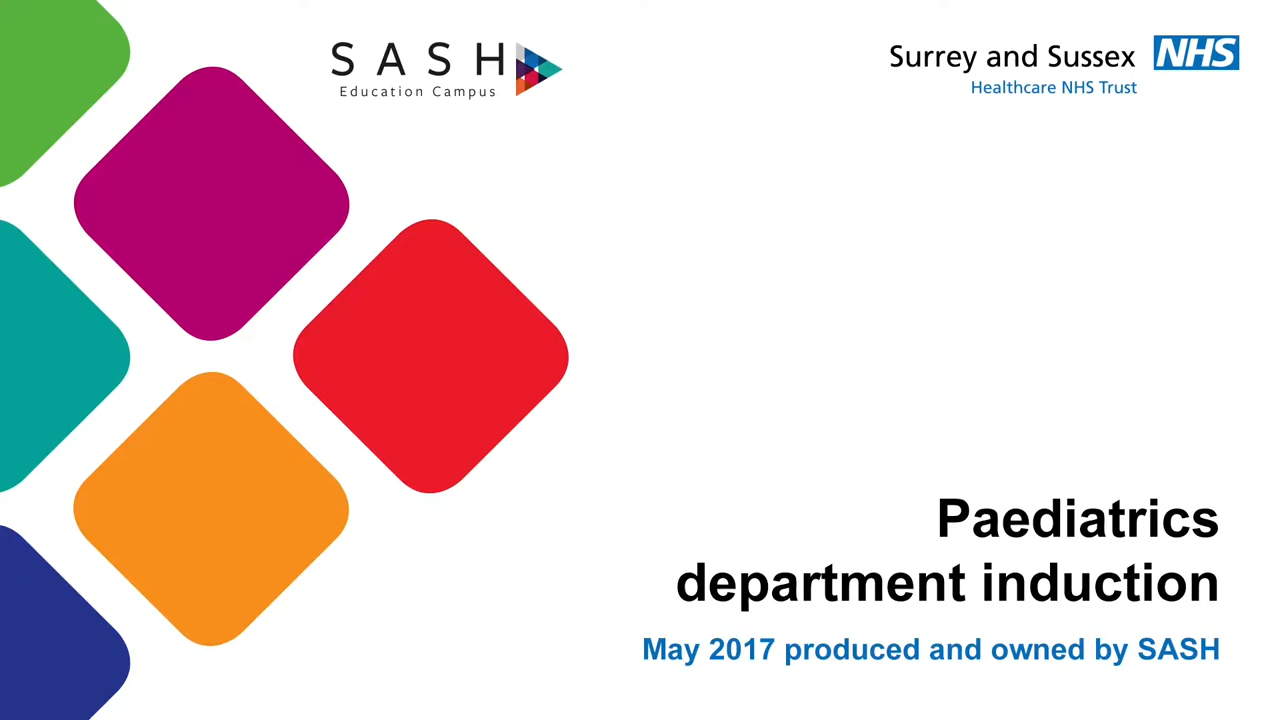 SASH
Education Campus
Surrey and Sussex NHS
Healthcare NHS Trust
Paediatrics
department induction
May 2017 produced and owned by SASH